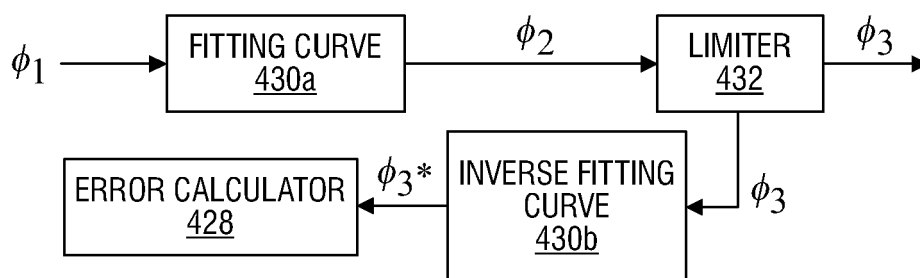 ϕ1
FITTING CURVE
430a
ϕ2
LIMITER
432
ϕ3
ERROR CALCULATOR
428
ϕ3*
INVERSE FITTING
CURVE
430b
ϕ3